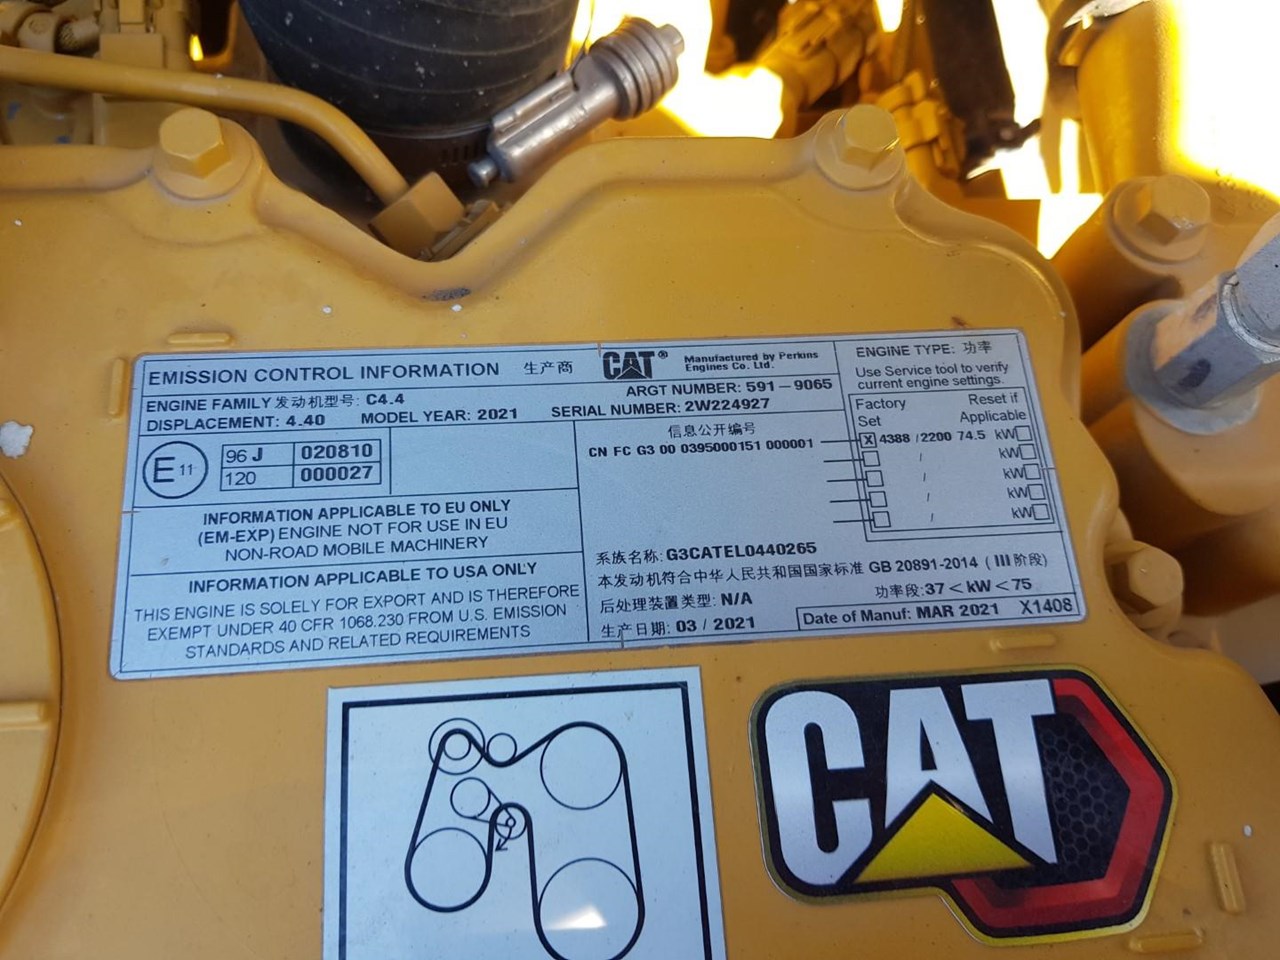 EMISSION CONTROL INFORMATION 生产商 CAT® Manufactured by Perkins
Engines Co. Ltd.
ENGINE FAMILY 发动机型号: C4.4 ARGT NUMBER: 591-9065
DISPLACEMENT: 4.40 MODEL YEAR: 2021 SERIAL NUMBER: 2W224927
E 11
96 J 020810
120 000027
INFORMATION APPLICABLE TO EU ONLY
(EM-EXP) ENGINE NOT FOR USE IN EU
NON-ROAD MOBILE MACHINERY
INFORMATION APPLICABLE TO USA ONLY
THIS ENGINE IS SOLELY FOR EXPORT AND IS THEREFORE
EXEMPT UNDER 40 CFR 1068.230 FROM U.S. EMISSION
STANDARDS AND RELATED REQUIREMENTS
信息公开编号
CN FC G3 00 0395000151 000001
ENGINE TYPE: 功率
Use Service tool to verify
current engine settings.
Factory Set Reset if Applicable
X 4388 / 2200 74.5 kW
/ kW
/ kW
/ kW
/ kW
系族名称: G3CATEL0440265
本发动机符合中华人民共和国国家标准 GB 20891-2014 ( III 阶段)
后处理装置类型: N/A 功率段: 37 < kW < 75
生产日期: 03 / 2021 Date of Manuf: MAR 2021 X1408
CAT